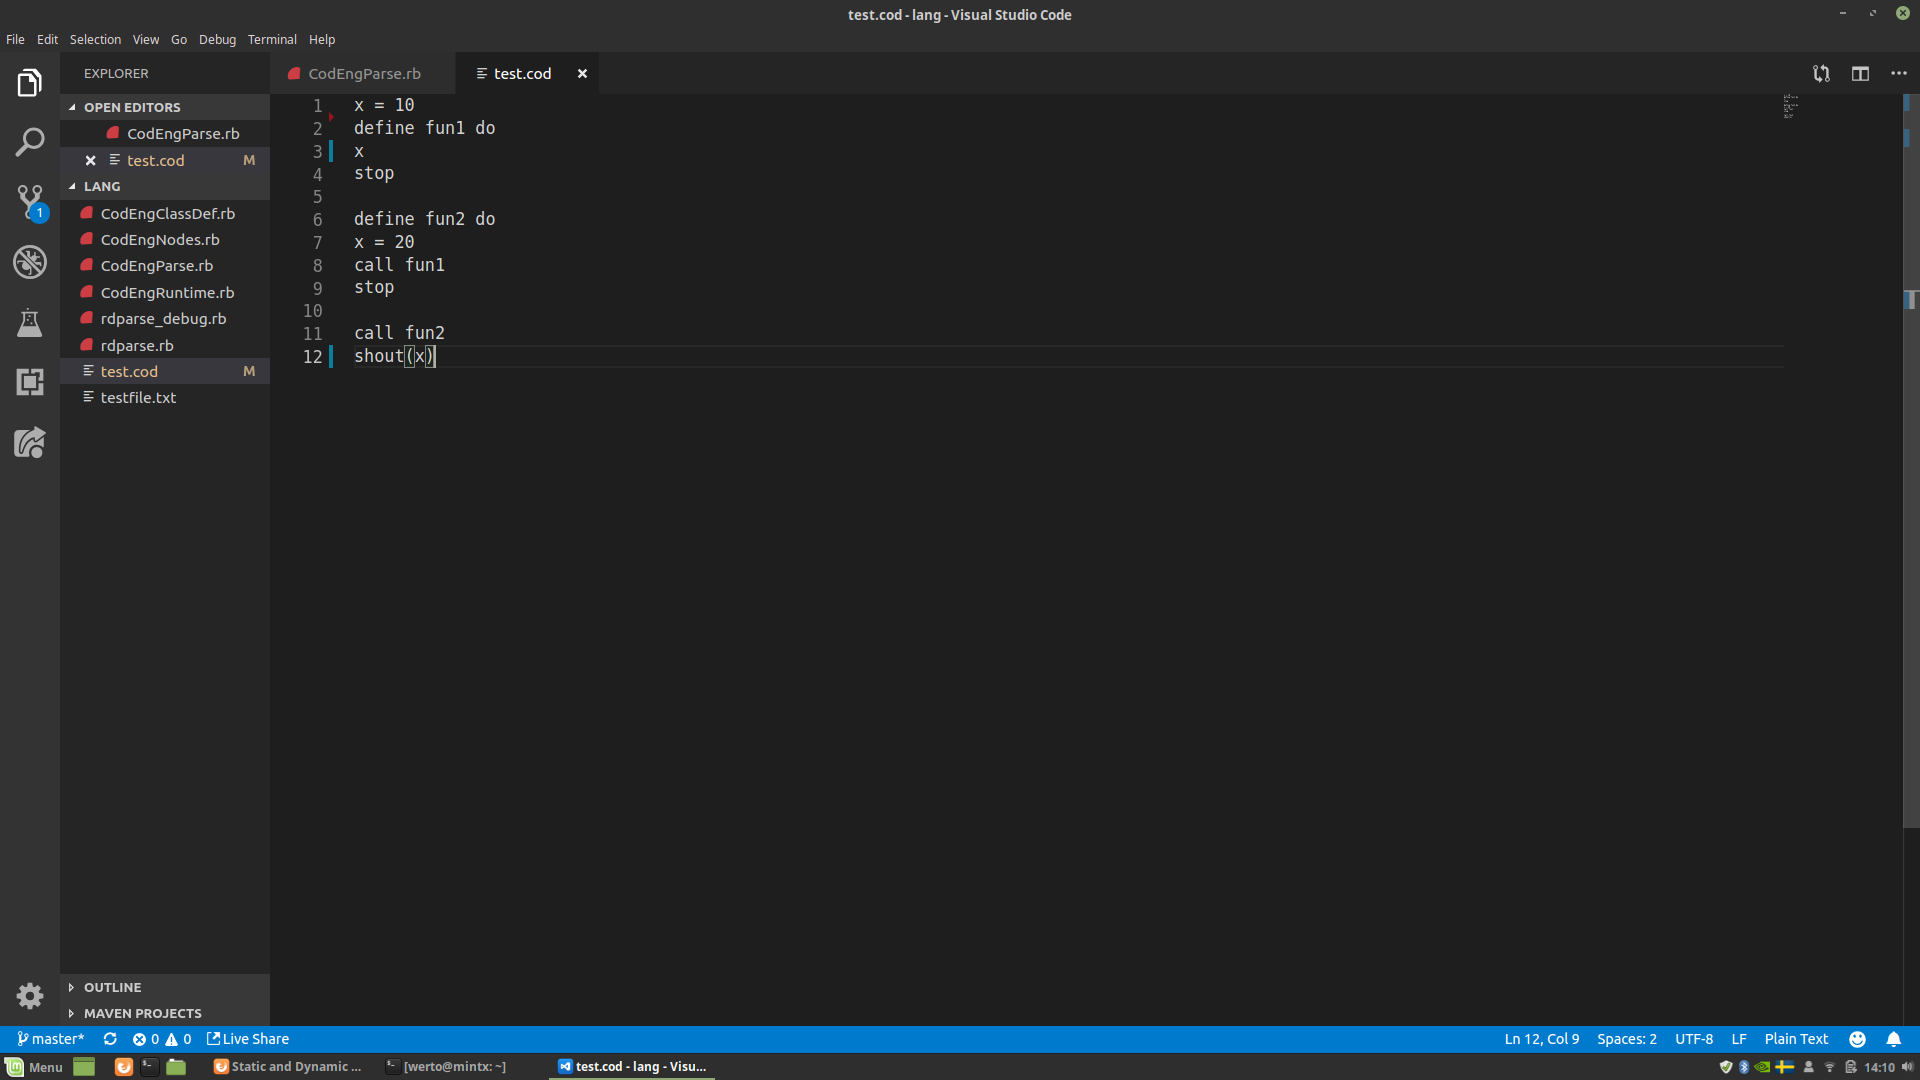 test.cod - lang - Visual Studio Code
File Edit Selection View Go Debug Terminal Help
EXPLORER
CodEngParse.rb
test.cod
OPEN EDITORS
CodEngParse.rb
test.cod M
LANG
CodEngClassDef.rb
CodEngNodes.rb
CodEngParse.rb
CodEngRuntime.rb
rdparse_debug.rb
rdparse.rb
test.cod M
testfile.txt
1
1 x = 10
2 define fun1 do
3 x
4 stop
5
6 define fun2 do
7 x = 20
8 call fun1
9 stop
10
11 call fun2
12 shout(x)
OUTLINE
MAVEN PROJECTS
master* 0 0 Live Share
Ln 12, Col 9 Spaces: 2 UTF-8 LF Plain Text
Menu Static and Dynamic ... [werto@mintx: ~] test.cod - lang - Visu... 14:10